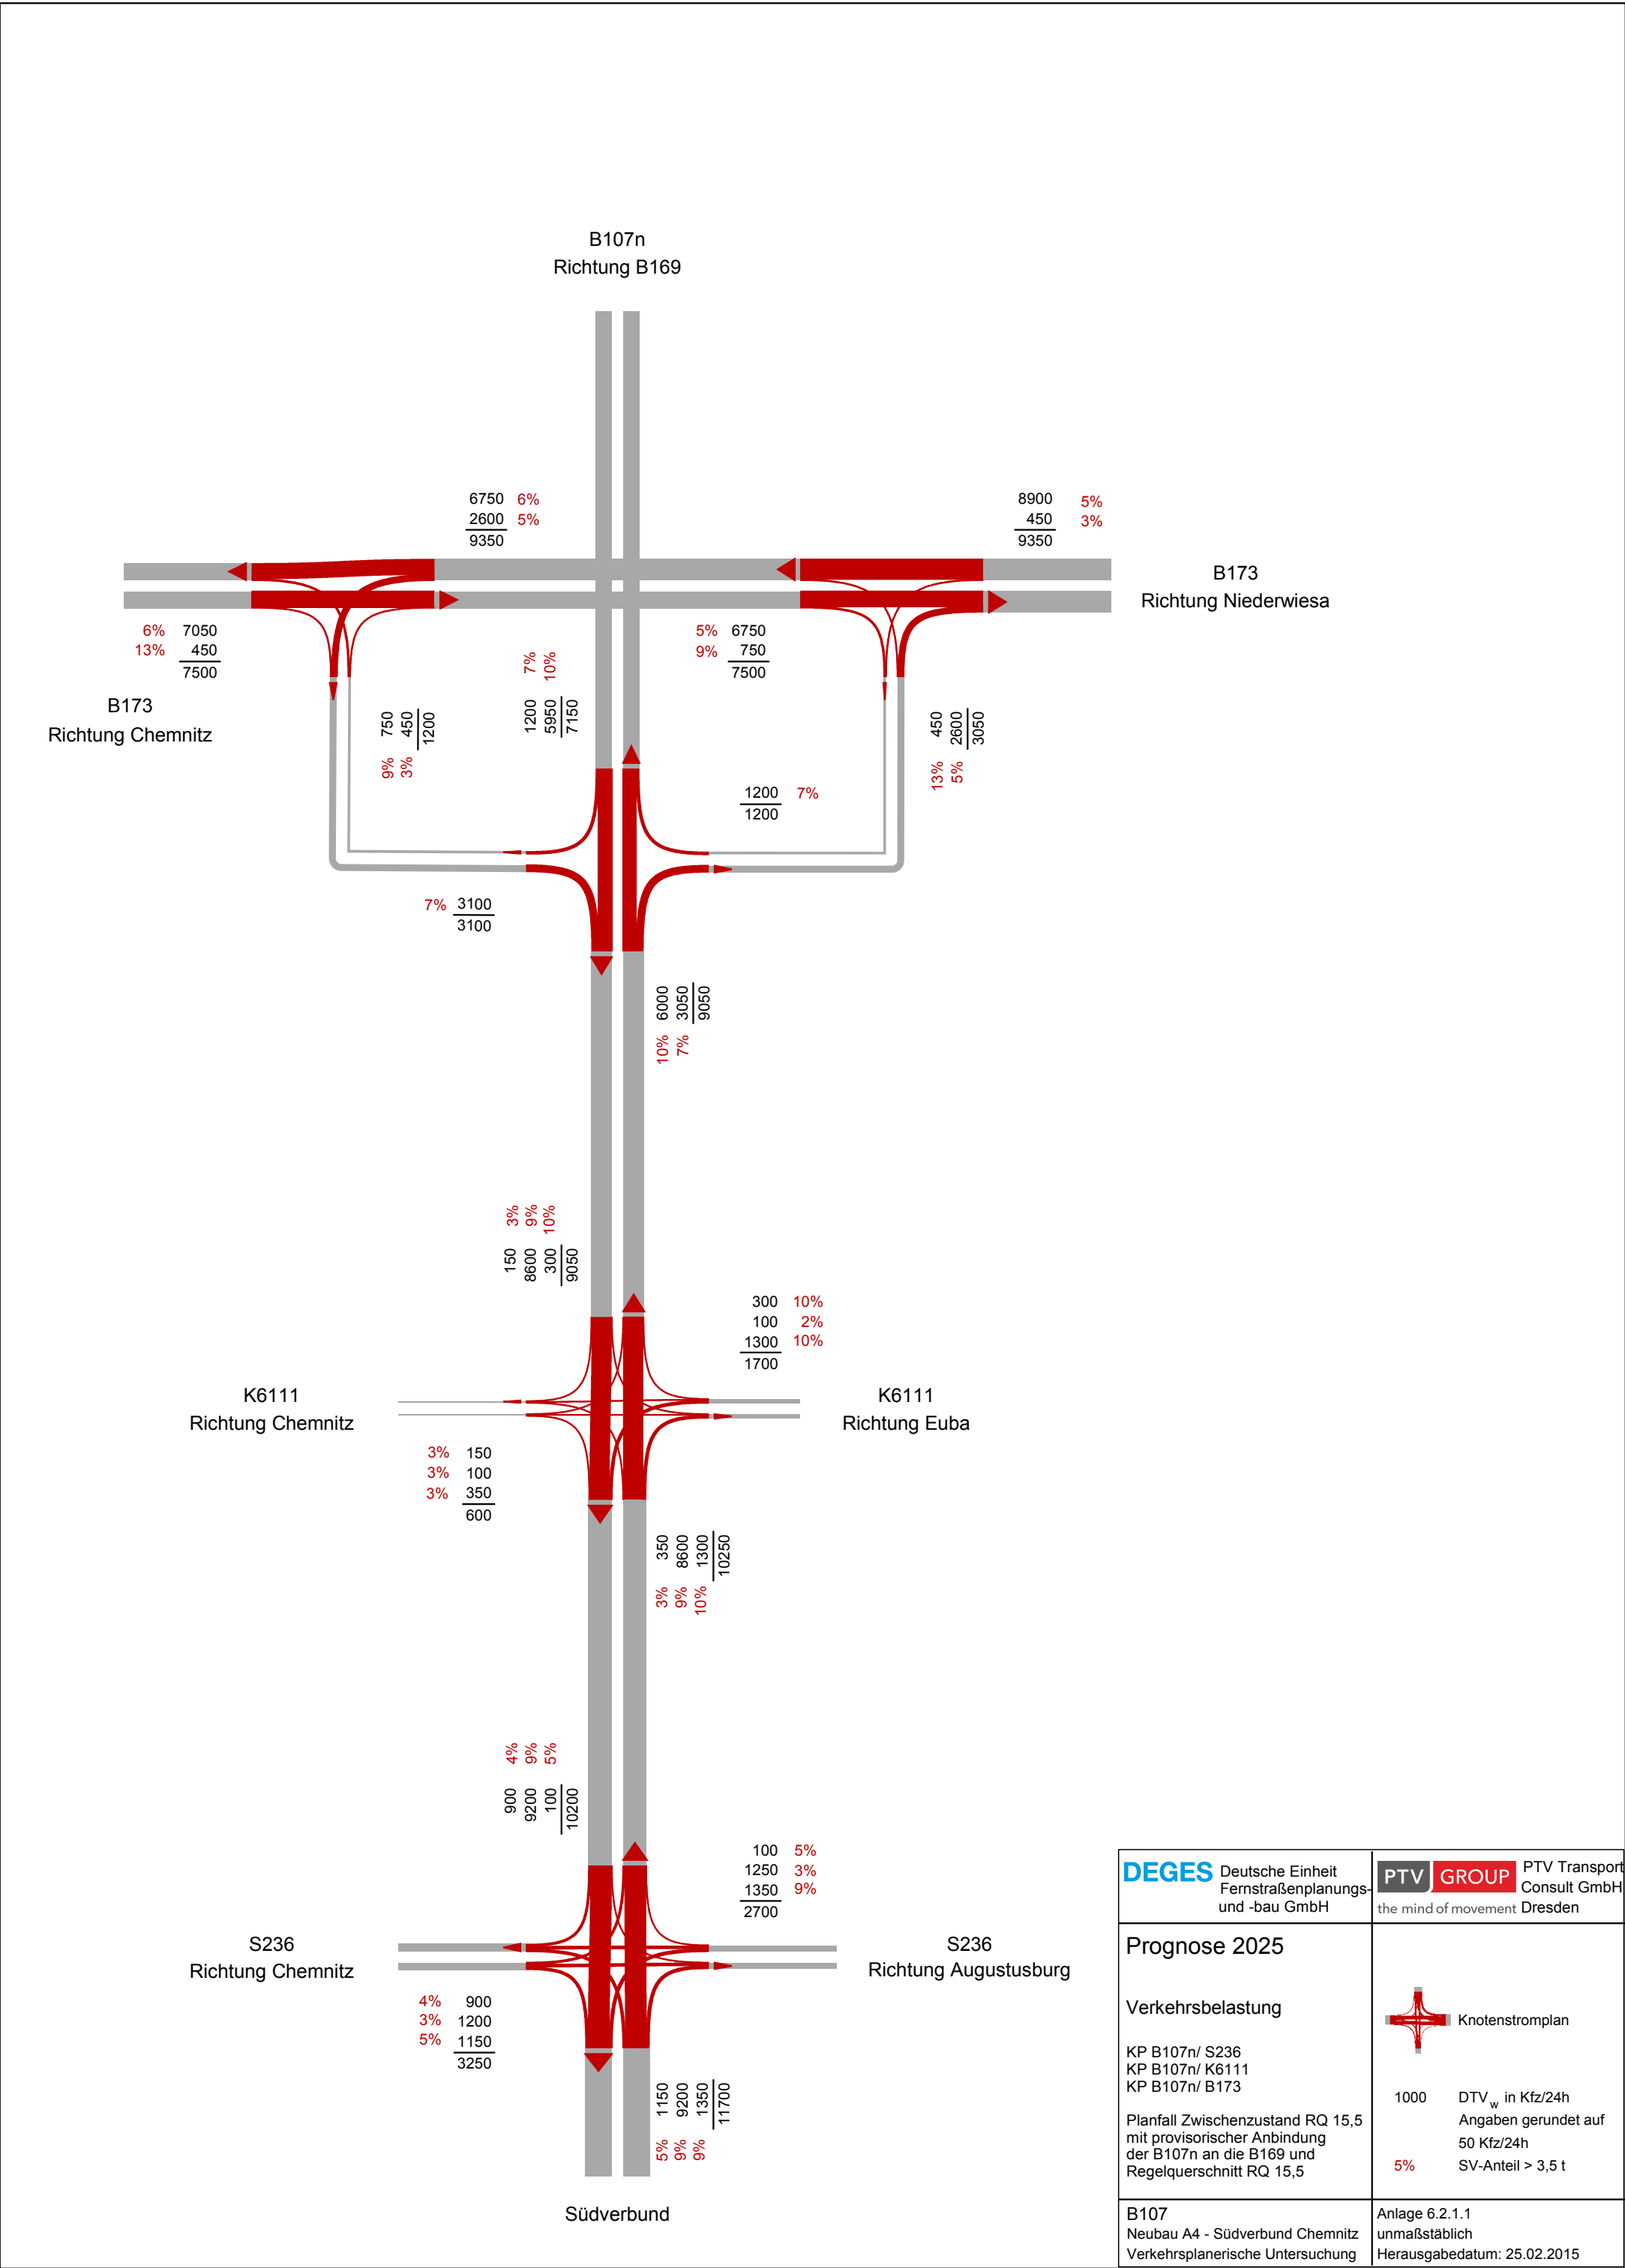 B107n
Richtung B169
6750 6%
2600 5%
9350
8900 5%
450 3%
9350
B173
Richtung Niederwiesa
6% 7050
13% 450
7500
5% 6750
9% 750
7500
B173
Richtung Chemnitz
7% 10%
1200 5950 7150
750 450 1200
9% 3%
450 2600 3050
13% 5%
1200 7%
1200
7% 3100
3100
6000 3050 9050
10% 7%
3% 9% 10%
150 8600 300 9050
300 10%
100 2%
1300 10%
1700
K6111
Richtung Chemnitz
K6111
Richtung Euba
3% 150
3% 100
3% 350
600
350 8600 1300 10250
3% 9% 10%
4% 9% 5%
900 9200 100 10200
100 5%
1250 3%
1350 9%
2700
S236
Richtung Chemnitz
S236
Richtung Augustusburg
4% 900
3% 1200
5% 1150
3250
1150 9200 1350 11700
5% 9% 9%
Südverbund
DEGES Deutsche Einheit
Fernstraßenplanungs-
und -bau GmbH
PTV GROUP PTV Transport
Consult GmbH
the mind of movement Dresden
Prognose 2025
Verkehrsbelastung
KP B107n/ S236
KP B107n/ K6111
KP B107n/ B173
Planfall Zwischenzustand RQ 15,5
mit provisorischer Anbindung
der B107n an die B169 und
Regelquerschnitt RQ 15,5
Knotenstromplan
1000 DTVw in Kfz/24h
Angaben gerundet auf
50 Kfz/24h
5% SV-Anteil > 3,5 t
B107
Neubau A4 - Südverbund Chemnitz
Verkehrsplanerische Untersuchung
Anlage 6.2.1.1
unmaßstäblich
Herausgabedatum: 25.02.2015